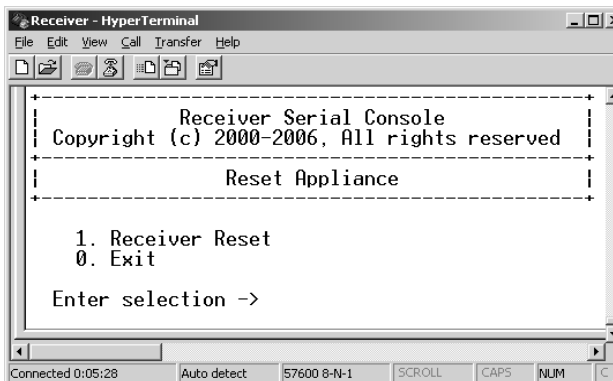 Receiver - HyperTerminal
File Edit View Call Transfer Help
Receiver Serial Console
Copyright (c) 2000-2006, All rights reserved
Reset Appliance
1. Receiver Reset
0. Exit
Enter selection ->
Connected 0:05:28 Auto detect 57600 8-N-1 SCROLL CAPS NUM C